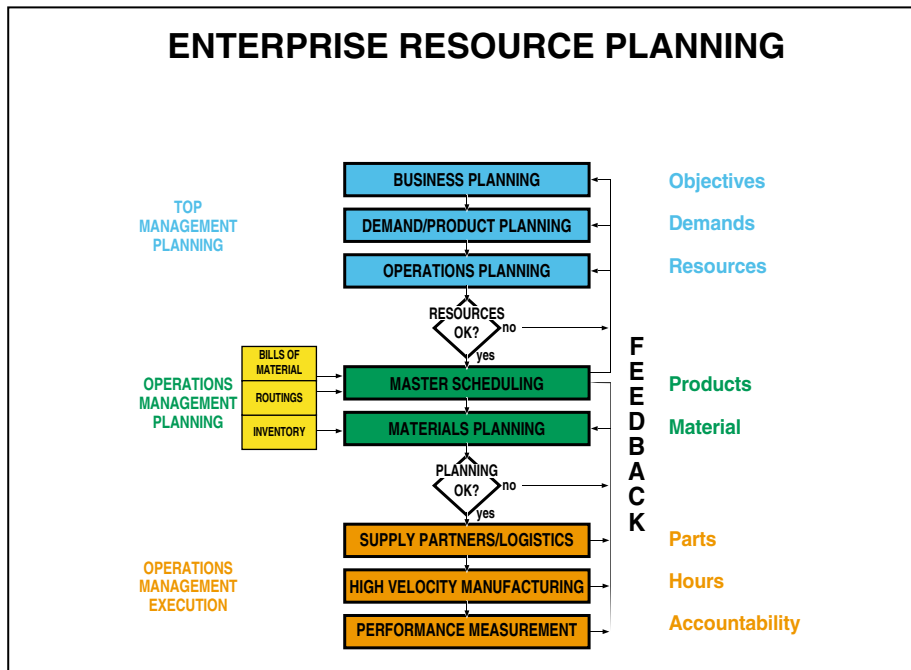 ENTERPRISE RESOURCE PLANNING
BUSINESS PLANNING
Objectives
TOP
MANAGEMENT
PLANNING
DEMAND/PRODUCT PLANNING
Demands
OPERATIONS PLANNING
Resources
RESOURCES
OK?
no
yes
BILLS OF
MATERIAL
ROUTINGS
INVENTORY
OPERATIONS
MANAGEMENT
PLANNING
MASTER SCHEDULING
Products
MATERIALS PLANNING
Material
PLANNING
OK?
no
yes
F
E
E
D
B
A
C
K
SUPPLY PARTNERS/LOGISTICS
Parts
OPERATIONS
MANAGEMENT
EXECUTION
HIGH VELOCITY MANUFACTURING
Hours
PERFORMANCE MEASUREMENT
Accountability